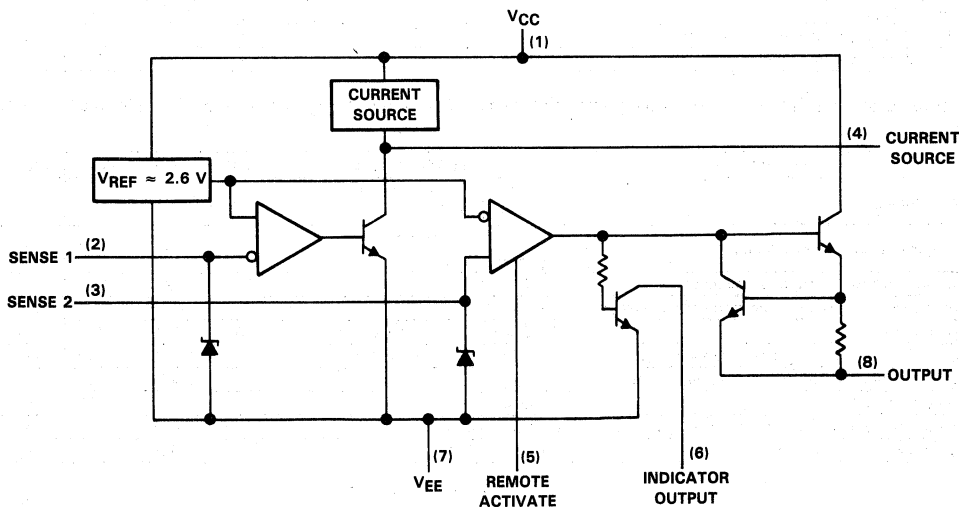 VCC
(1)
CURRENT
SOURCE
(4)
CURRENT
SOURCE
VREF ≈ 2.6 V
SENSE 1
(2)
SENSE 2
(3)
(8)
OUTPUT
(7)
VEE
(5)
REMOTE
ACTIVATE
(6)
INDICATOR
OUTPUT